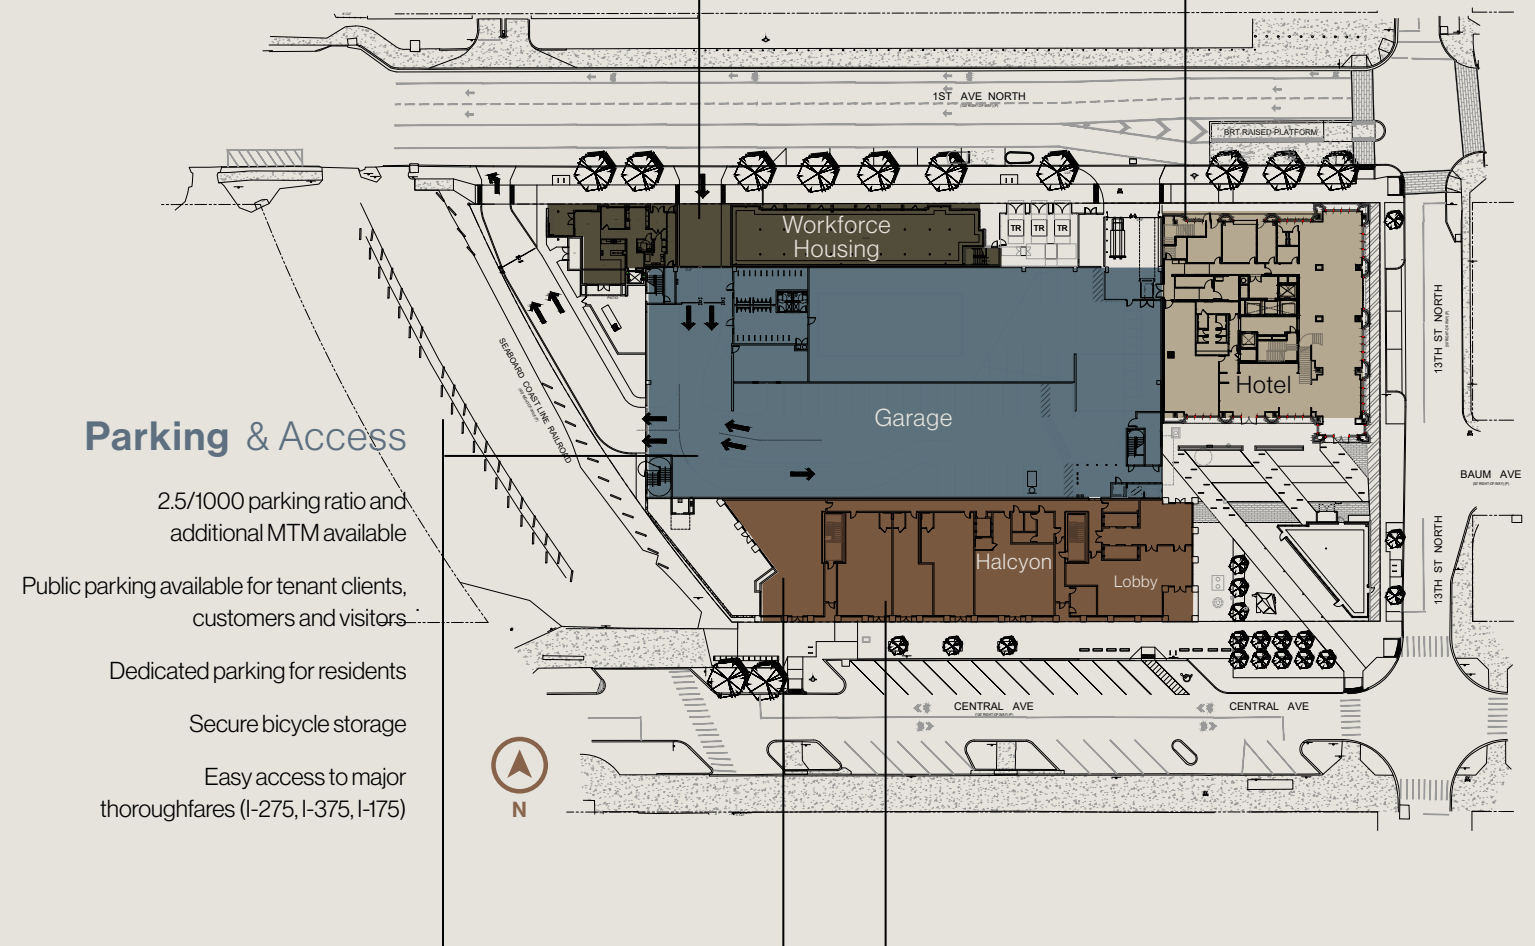 1ST AVE NORTH
BRT RAISED PLATFORM
Workforce
Housing
TR TR TR
SEABOARD COAST LINE RAILROAD
13TH ST NORTH
Hotel
Garage
BAUM AVE
13TH ST NORTH
Halcyon
Lobby
CENTRAL AVE
CENTRAL AVE
Parking & Access
2.5/1000 parking ratio and
additional MTM available
Public parking available for tenant clients,
customers and visitors
Dedicated parking for residents
Secure bicycle storage
Easy access to major
thoroughfares (I-275, I-375, I-175)
N